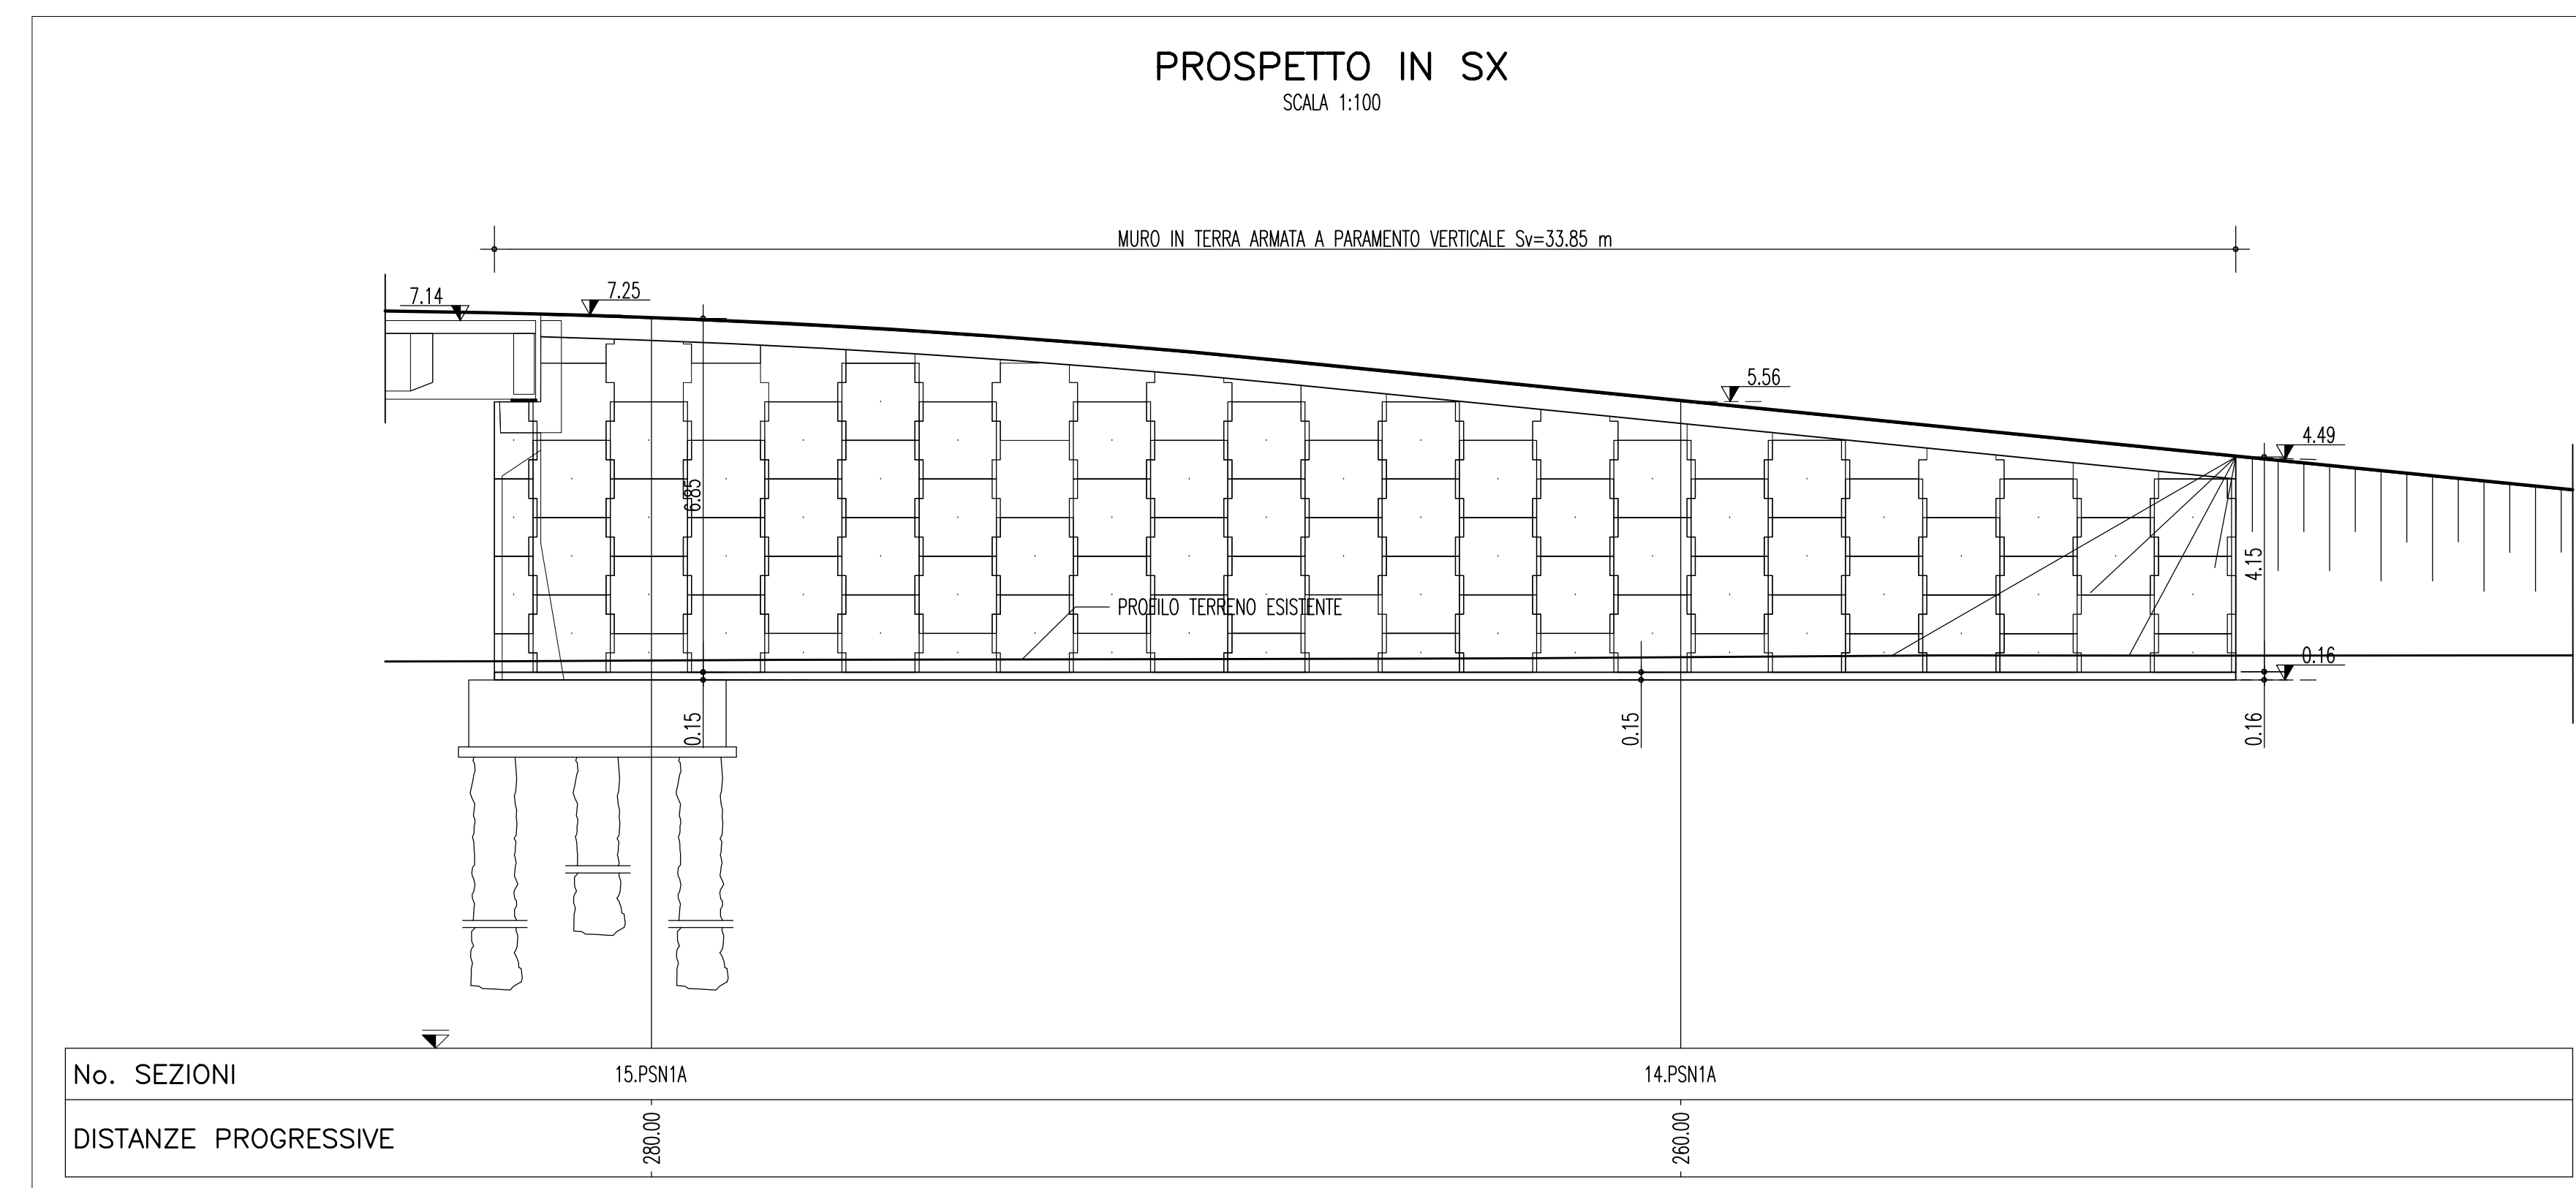 PROSPETTO IN SX
SCALA 1:100
MURO IN TERRA ARMATA A PARAMENTO VERTICALE Sv=33.85 m
7.14
7.25
5.56
4.49
6.85
4.15
PROFILO TERRENO ESISTENTE
0.16
0.15
0.15
0.16
No. SEZIONI
15.PSN1A
14.PSN1A
DISTANZE PROGRESSIVE
280.00
260.00